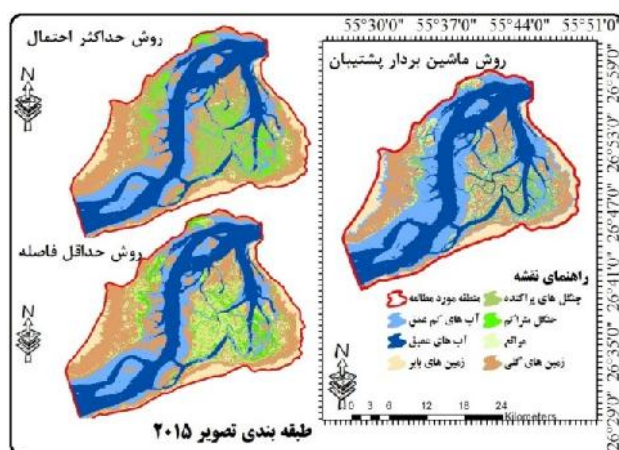 55°30'0" 55°37'0" 55°44'0" 55°51'0"
روش حداکثر احتمال
روش ماشین بردار پشتیبان
N
26°59'0"
26°53'0"
26°47'0"
26°41'0"
26°35'0"
26°29'0"
روش حداقل فاصله
N
راهنمای نقشه
منطقه مورد مطالعه جنگل های پراکنده
آب های کم عمق جنگل متراکم
آب های عمیق مراتع
زمین های بایر زمین های گلی
N
0 3 6 12 18 24
Kilometers
طبقه بندی تصویر ۲۰۱۵